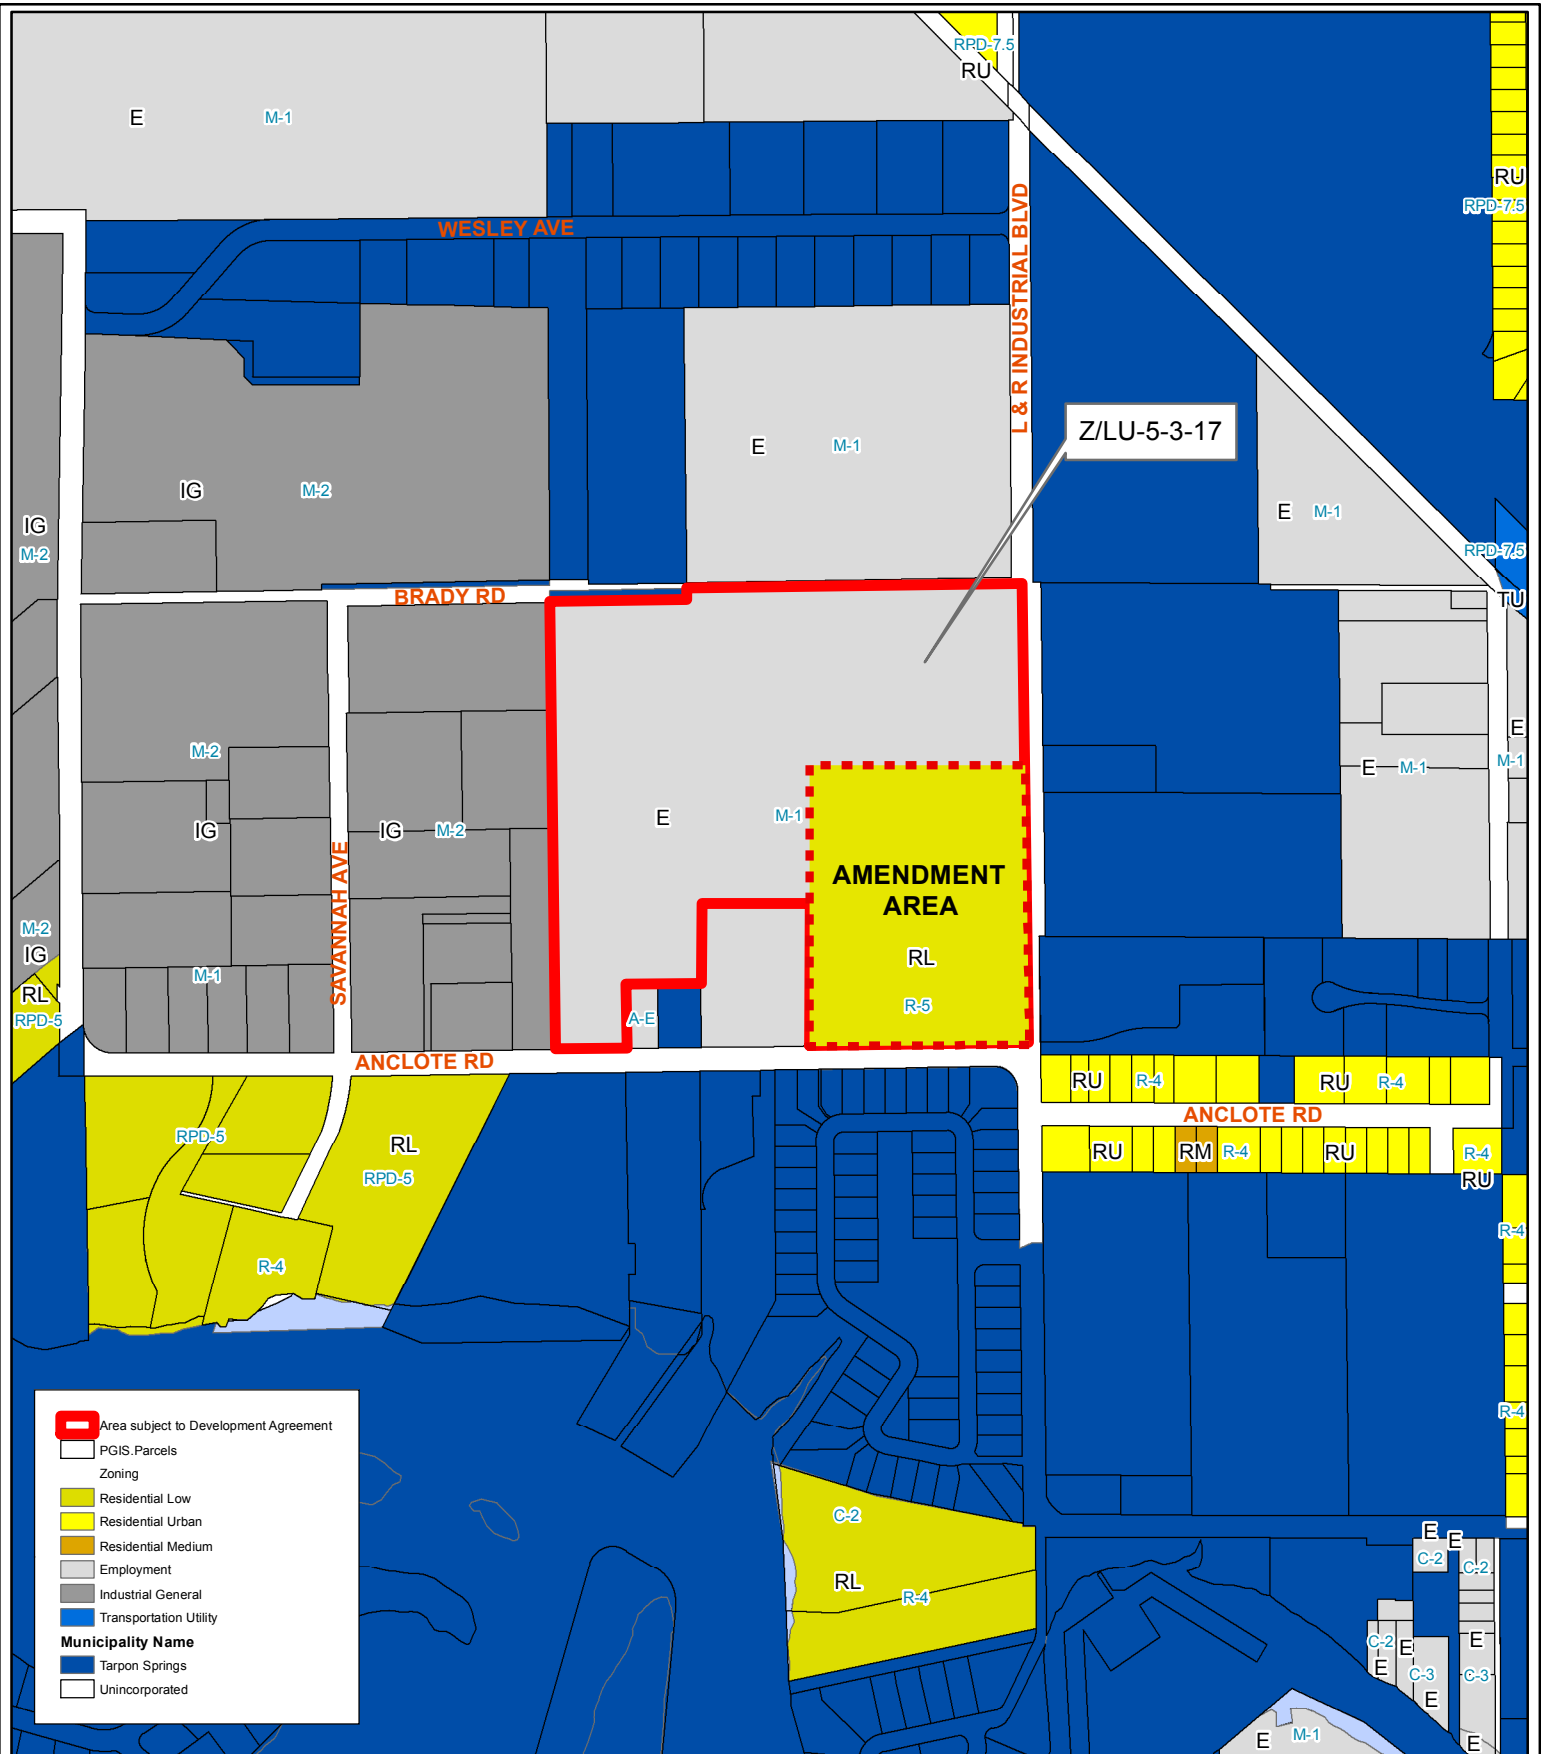 RPD-7.5
RU
E
M-1
RU
RPD-7.5
WESLEY AVE
L & R INDUSTRIAL BLVD
Z/LU-5-3-17
E
M-1
IG
M-2
IG
M-2
E
M-1
RPD-7.5
TU
BRADY RD
E
M-1
M-2
IG
IG
M-2
E
M-1
E
M-1
SAVANNAH AVE
AMENDMENT
AREA
RL
R-5
M-2
IG
RL
RPD-5
M-1
A-E
ANCLOTE RD
RU
R-4
RU
R-4
ANCLOTE RD
RU
RM
R-4
RU
R-4
RU
RPD-5
RL
RPD-5
R-4
R-4
R-4
C-2
RL
R-4
E
E
C-2
C-2
C-2
E
E
C-3
E
E
C-3
E
E
M-1
Area subject to Development Agreement
PGIS.Parcels
Zoning
Residential Low
Residential Urban
Residential Medium
Employment
Industrial General
Transportation Utility
Municipality Name
Tarpon Springs
Unincorporated